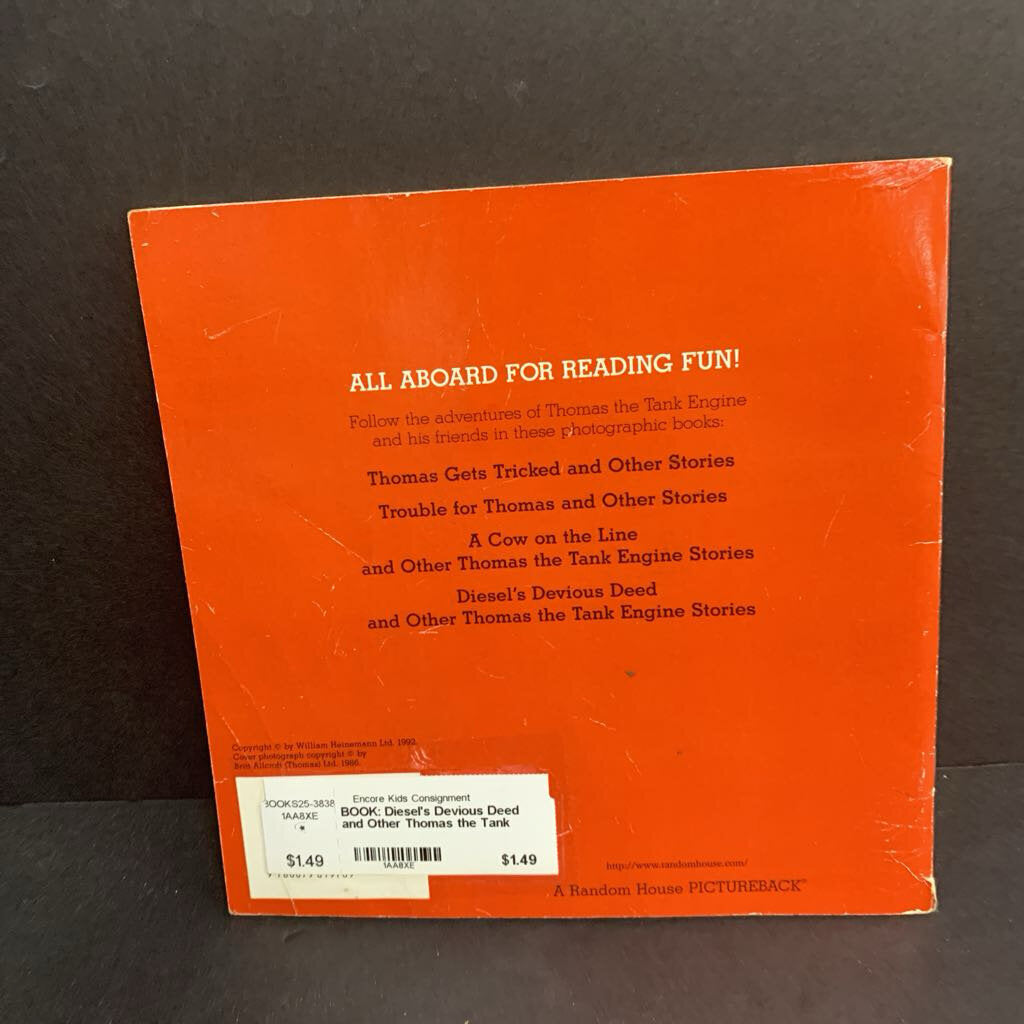 ALL ABOARD FOR READING FUN!
Follow the adventures of Thomas the Tank Engine
and his friends in these photographic books:
Thomas Gets Tricked and Other Stories
Trouble for Thomas and Other Stories
A Cow on the Line
and Other Thomas the Tank Engine Stories
Diesel's Devious Deed
and Other Thomas the Tank Engine Stories
Copyright © by William Heinemann Ltd. 1992.
Cover photograph copyright © by
Britt Allcroft (Thomas) Ltd. 1986.
BOOKS25-3838
1AA8XE
$1.49
Encore Kids Consignment
BOOK: Diesel's Devious Deed
and Other Thomas the Tank
1AA8XE
$1.49
http://www.randomhouse.com/
A Random House PICTUREBACK®